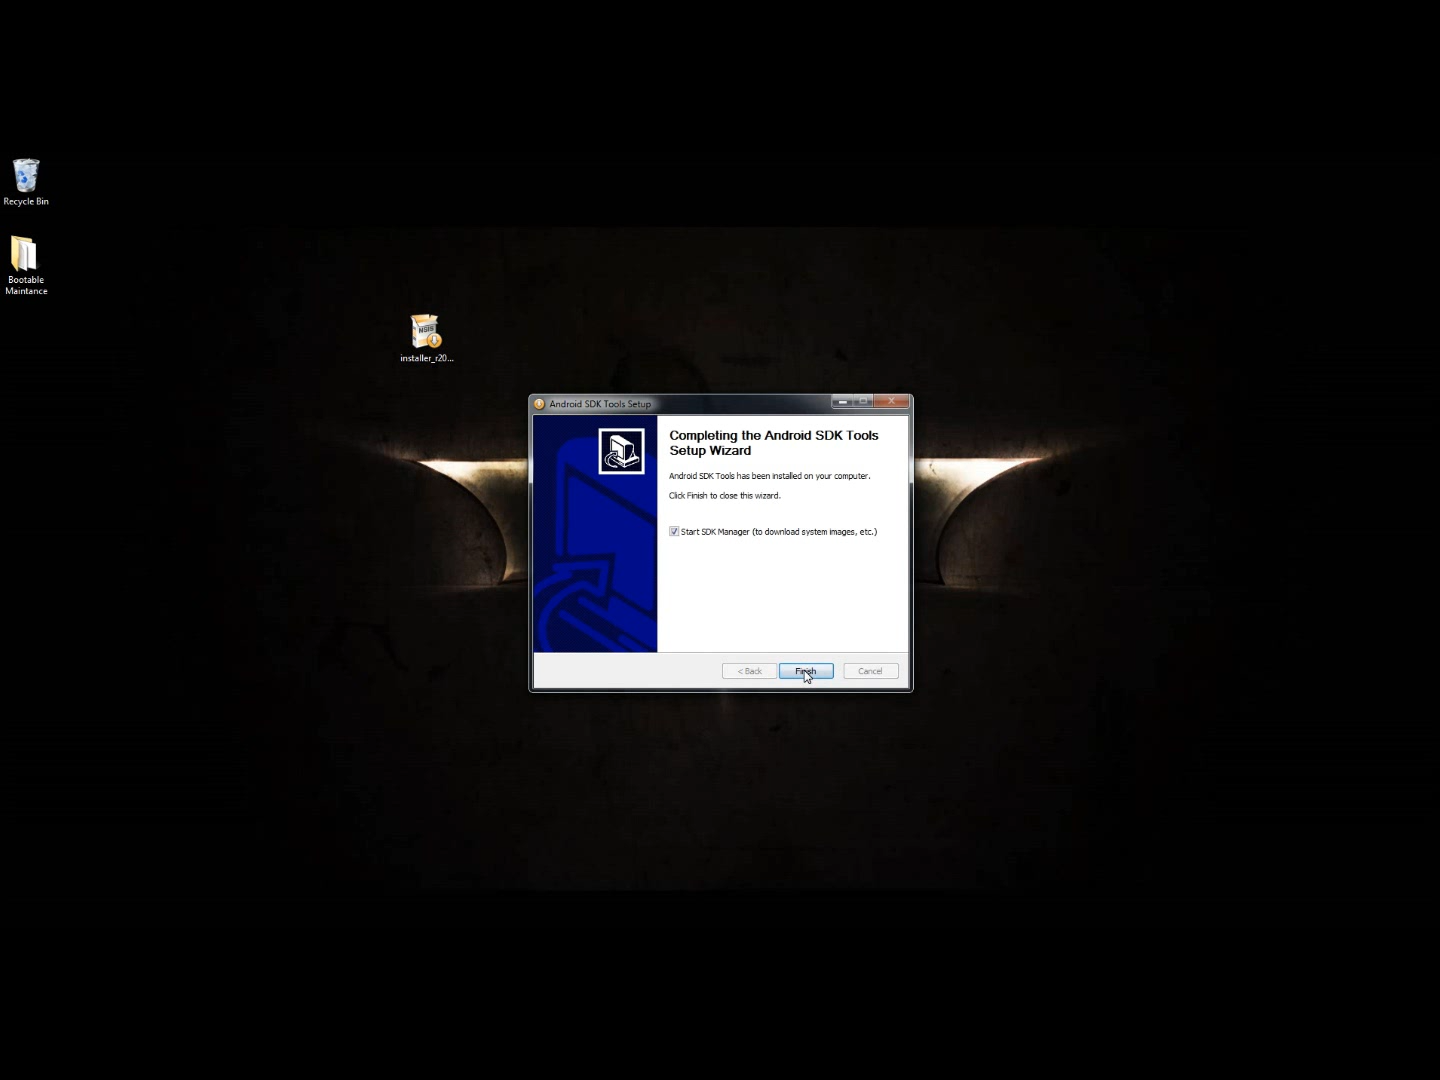 Recycle Bin
Bootable
Maintance
NSIS
installer_r20...
Android SDK Tools Setup
Completing the Android SDK Tools
Setup Wizard
Android SDK Tools has been installed on your computer.
Click Finish to close this wizard.
Start SDK Manager (to download system images, etc.)
< Back
Finish
Cancel